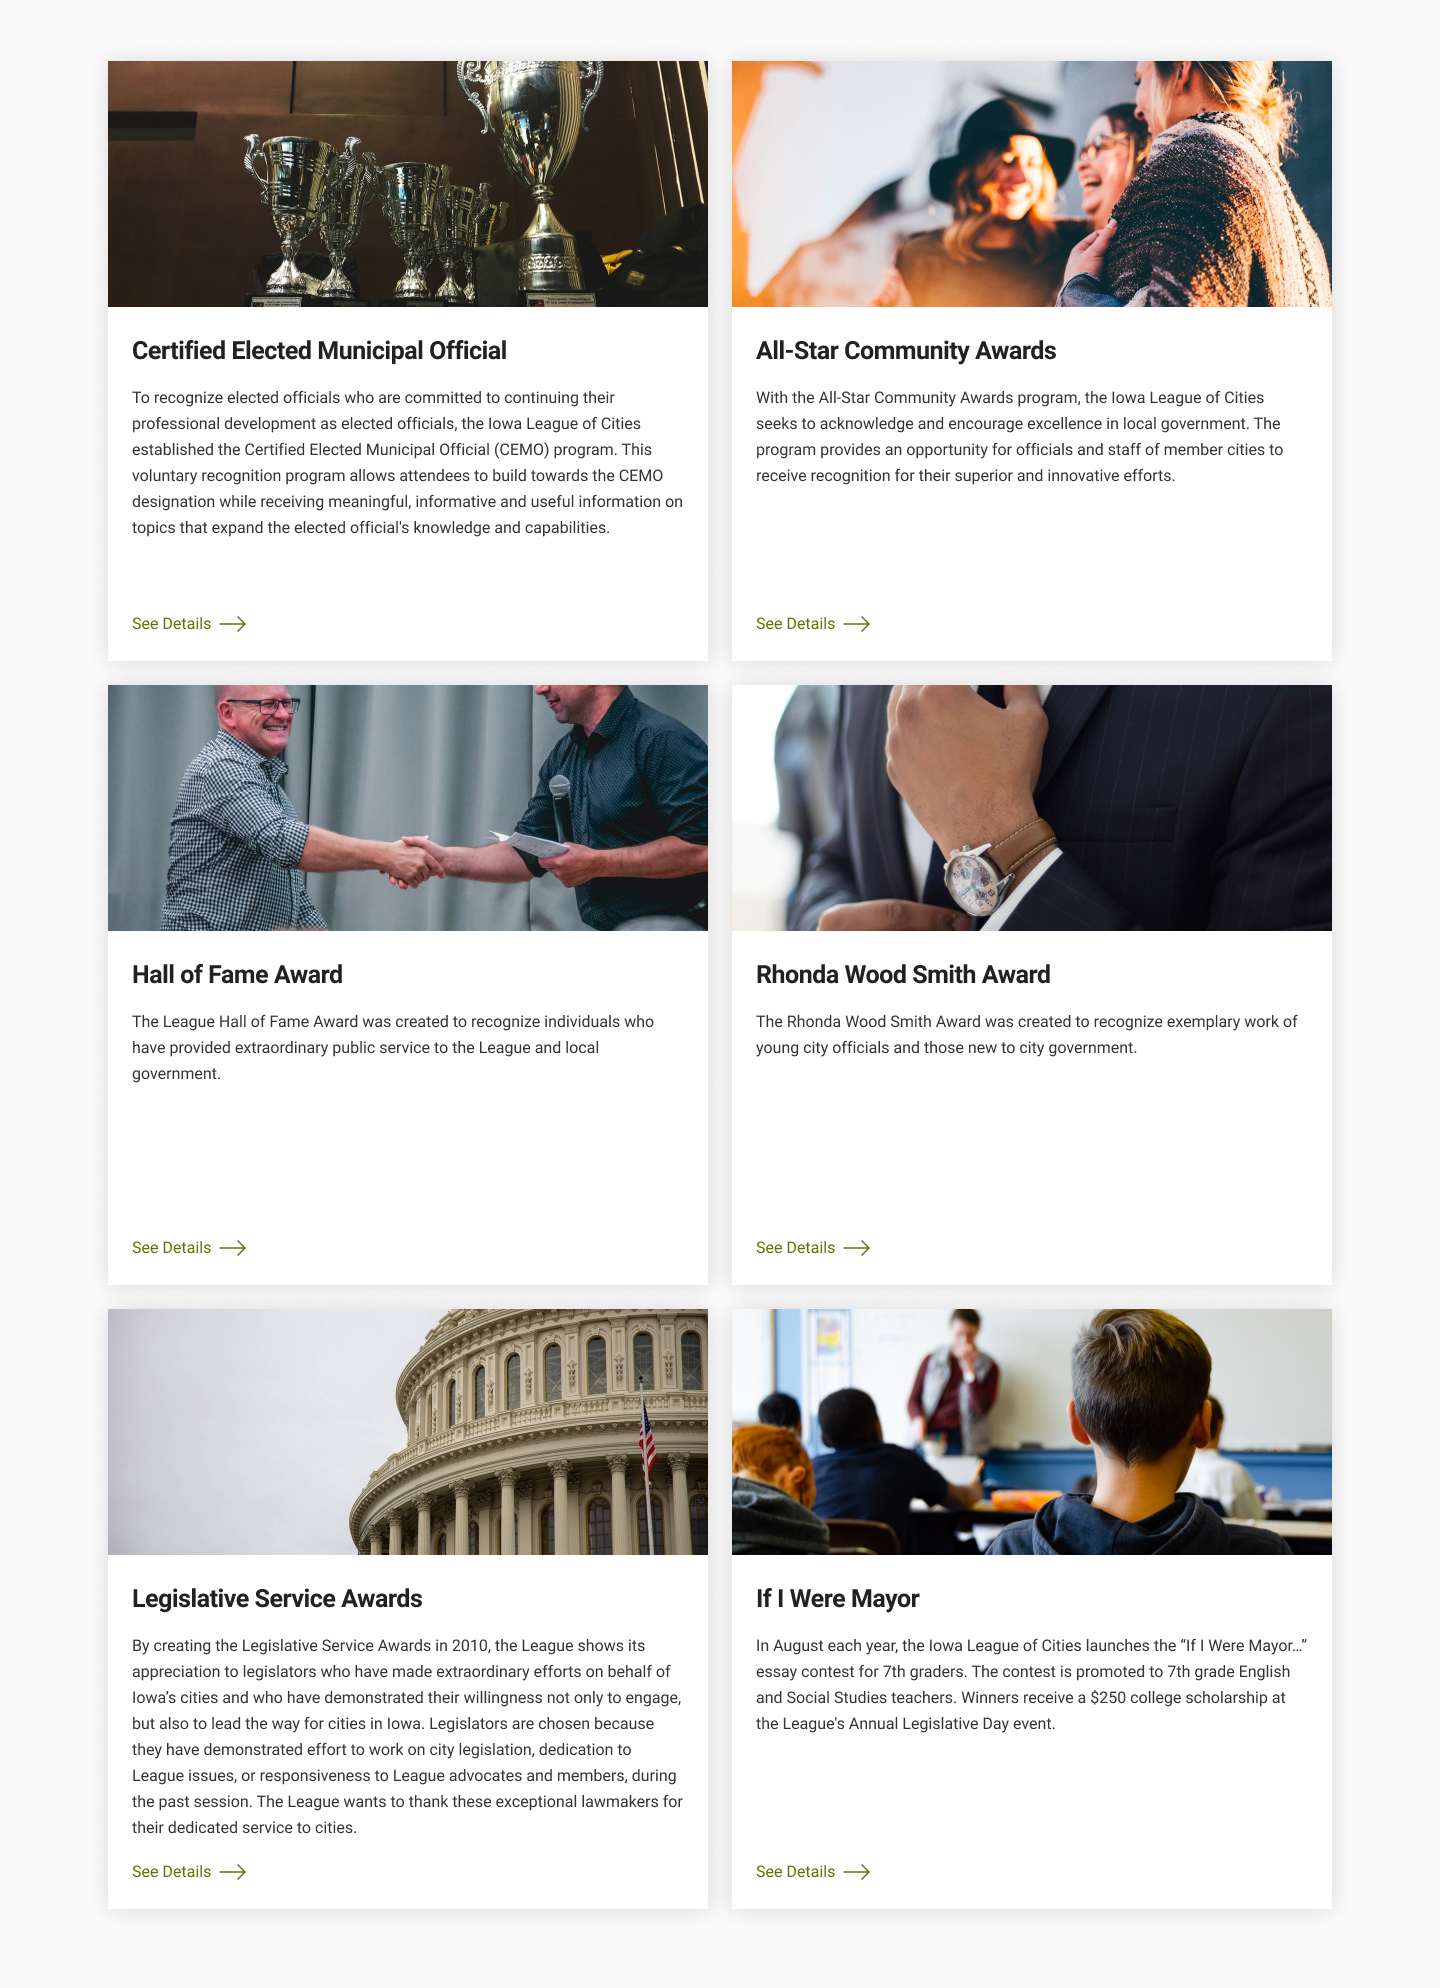 Certified Elected Municipal Official
To recognize elected officials who are committed to continuing their
professional development as elected officials, the Iowa League of Cities
established the Certified Elected Municipal Official (CEMO) program. This
voluntary recognition program allows attendees to build towards the CEMO
designation while receiving meaningful, informative and useful information on
topics that expand the elected official's knowledge and capabilities.
See Details
All-Star Community Awards
With the All-Star Community Awards program, the Iowa League of Cities
seeks to acknowledge and encourage excellence in local government. The
program provides an opportunity for officials and staff of member cities to
receive recognition for their superior and innovative efforts.
See Details
Hall of Fame Award
The League Hall of Fame Award was created to recognize individuals who
have provided extraordinary public service to the League and local
government.
See Details
Rhonda Wood Smith Award
The Rhonda Wood Smith Award was created to recognize exemplary work of
young city officials and those new to city government.
See Details
Legislative Service Awards
By creating the Legislative Service Awards in 2010, the League shows its
appreciation to legislators who have made extraordinary efforts on behalf of
Iowa’s cities and who have demonstrated their willingness not only to engage,
but also to lead the way for cities in Iowa. Legislators are chosen because
they have demonstrated effort to work on city legislation, dedication to
League issues, or responsiveness to League advocates and members, during
the past session. The League wants to thank these exceptional lawmakers for
their dedicated service to cities.
See Details
If I Were Mayor
In August each year, the Iowa League of Cities launches the “If I Were Mayor…”
essay contest for 7th graders. The contest is promoted to 7th grade English
and Social Studies teachers. Winners receive a $250 college scholarship at
the League's Annual Legislative Day event.
See Details